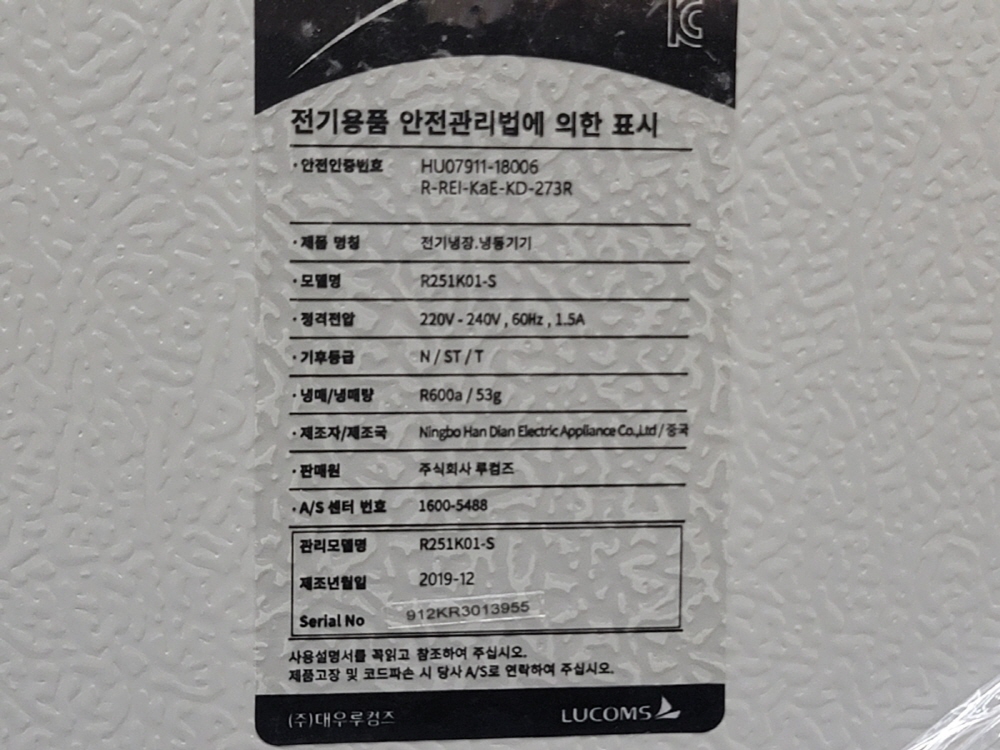 KC
전기용품 안전관리법에 의한 표시
· 안전인증번호 HU07911-18006
R-REI-KaE-KD-273R
· 제품 명칭 전기냉장.냉동기기
· 모델명 R251K01-S
· 정격전압 220V - 240V , 60Hz , 1.5A
· 기후등급 N / ST / T
· 냉매/냉매량 R600a / 53g
· 제조자/제조국 Ningbo Han Dian Electric Appliance Co.,Ltd / 중국
· 판매원 주식회사 루컴즈
· A/S 센터 번호 1600-5488
관리모델명 R251K01-S
제조년월일 2019-12
Serial No 912KR3013955
사용설명서를 꼭읽고 참조하여 주십시오.
제품고장 및 코드파손 시 당사 A/S로 연락하여 주십시오.
(주)대우루컴즈 LUCOMS